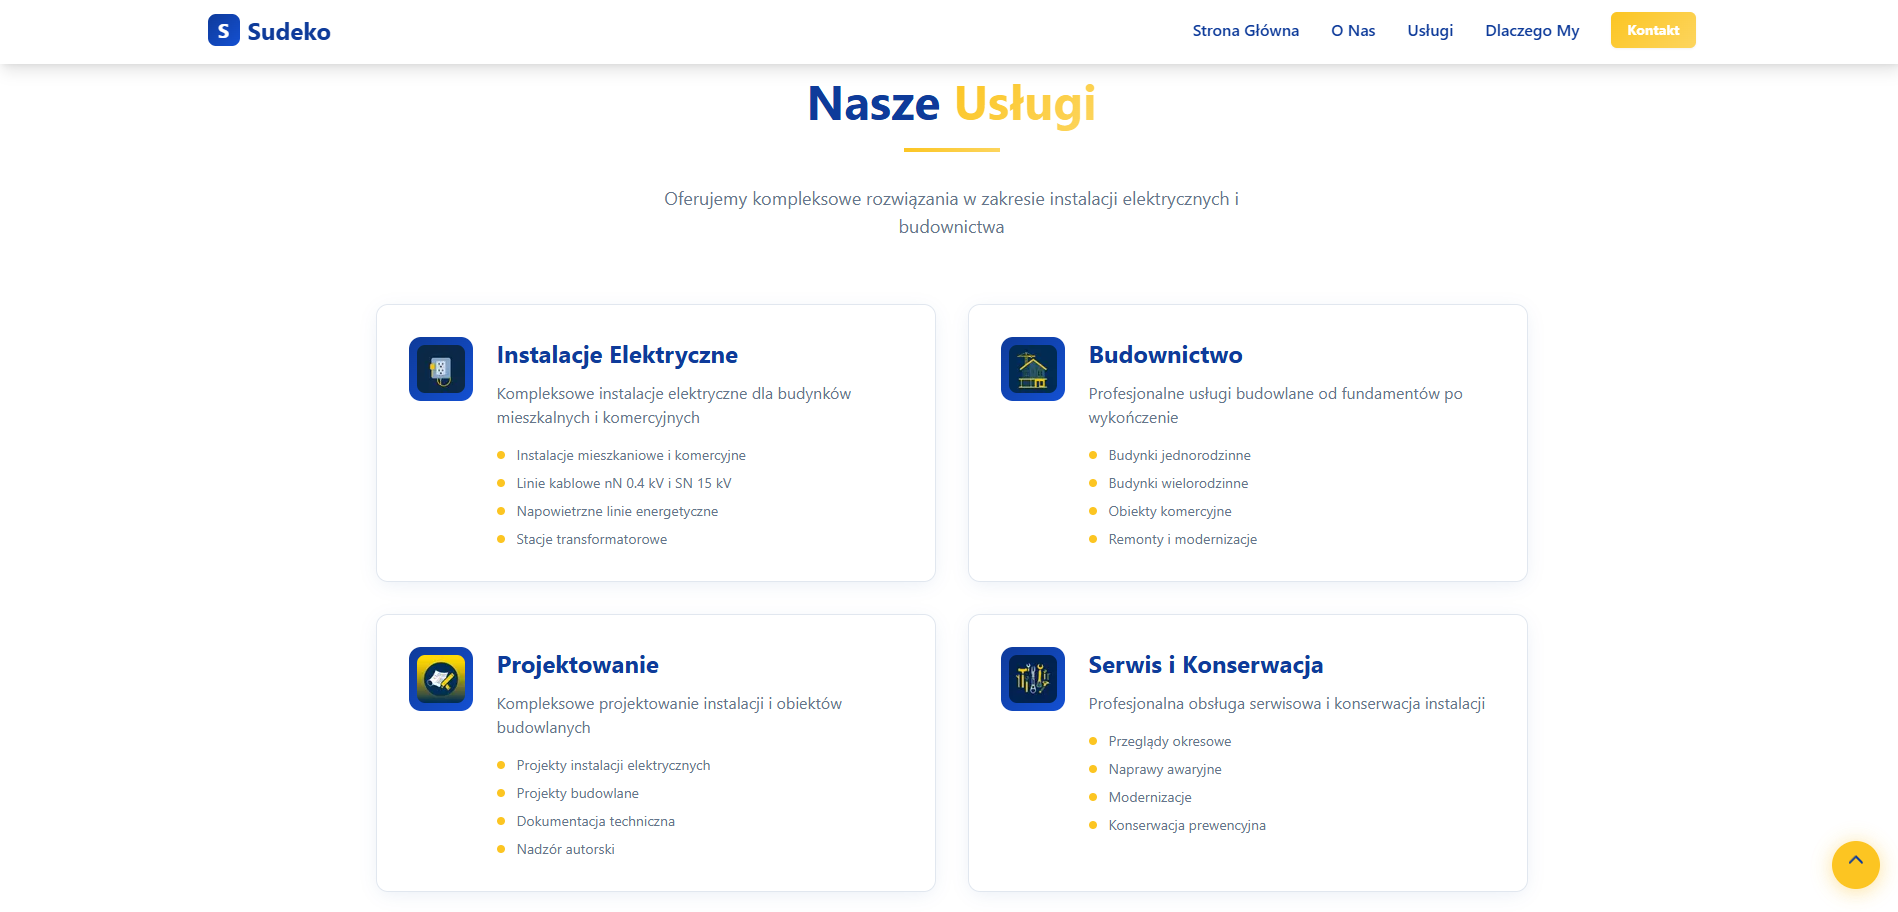 S Sudeko
Strona Główna O Nas Usługi Dlaczego My Kontakt
Nasze Usługi
Oferujemy kompleksowe rozwiązania w zakresie instalacji elektrycznych i
budownictwa
Instalacje Elektryczne
Kompleksowe instalacje elektryczne dla budynków
mieszkalnych i komercyjnych
Instalacje mieszkaniowe i komercyjne
Linie kablowe nN 0.4 kV i SN 15 kV
Napowietrzne linie energetyczne
Stacje transformatorowe
Budownictwo
Profesjonalne usługi budowlane od fundamentów po
wykończenie
Budynki jednorodzinne
Budynki wielorodzinne
Obiekty komercyjne
Remonty i modernizacje
Projektowanie
Kompleksowe projektowanie instalacji i obiektów
budowlanych
Projekty instalacji elektrycznych
Projekty budowlane
Dokumentacja techniczna
Nadzór autorski
Serwis i Konserwacja
Profesjonalna obsługa serwisowa i konserwacja instalacji
Przeglądy okresowe
Naprawy awaryjne
Modernizacje
Konserwacja prewencyjna